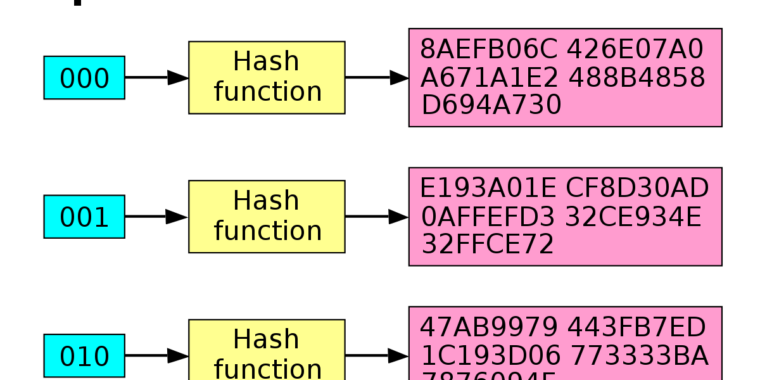 000
Hash
function
8AEFB06C 426E07A0
A671A1E2 488B4858
D694A730
001
Hash
function
E193A01E CF8D30AD
0AFFEFD3 32CE934E
32FFCE72
010
Hash
function
47AB9979 443FB7ED
1C193D06 773333BA